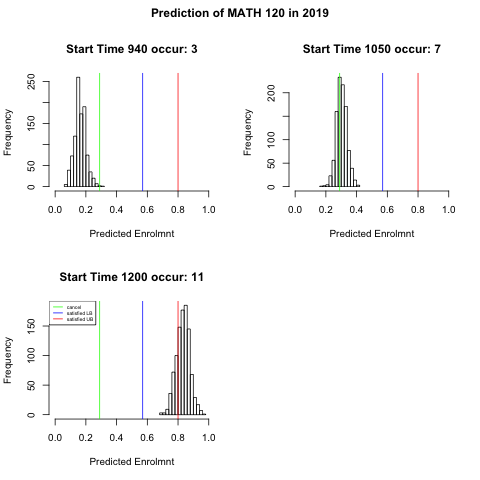 Prediction of MATH 120 in 2019
Start Time 940 occur: 3
Frequency
0 50 150 250
0.0 0.2 0.4 0.6 0.8 1.0
Predicted Enrolmnt
Start Time 1050 occur: 7
Frequency
0 50 100 200
0.0 0.2 0.4 0.6 0.8 1.0
Predicted Enrolmnt
Start Time 1200 occur: 11
cancel
satisfied LB
satisfied UB
Frequency
0 50 100 150
0.0 0.2 0.4 0.6 0.8 1.0
Predicted Enrolmnt